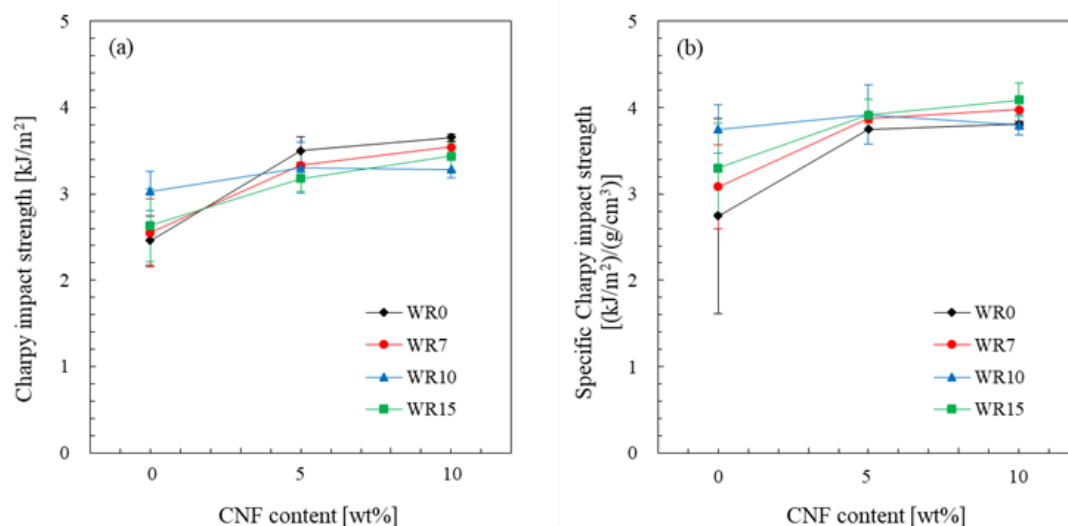 (a)
Charpy impact strength [kJ/m²]
5
4
3
2
1
0
0 5 10
CNF content [wt%]
WR0
WR7
WR10
WR15
(b)
Specific Charpy impact strength
[(kJ/m²)/(g/cm³)]
5
4
3
2
1
0
0 5 10
CNF content [wt%]
WR0
WR7
WR10
WR15